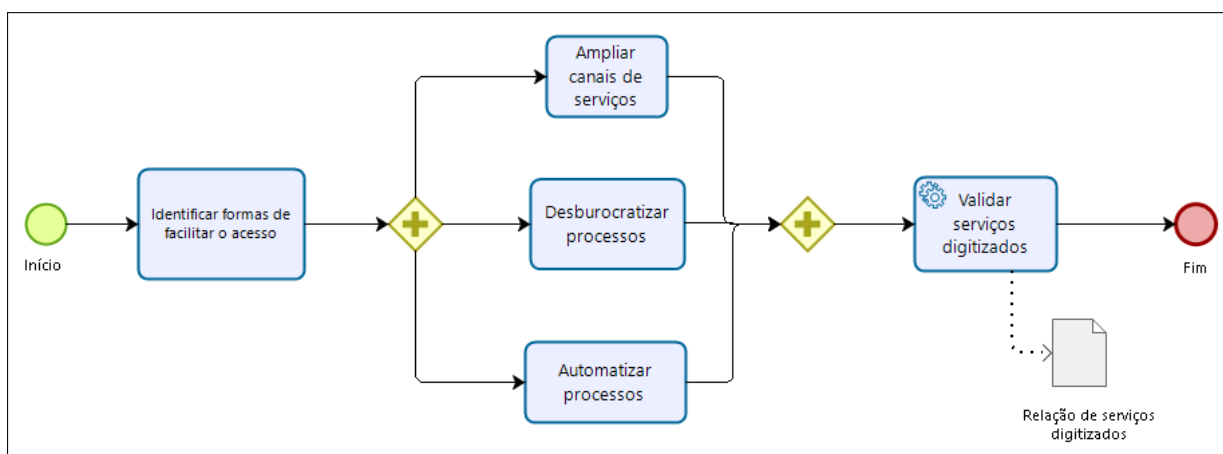 Início
Identificar formas de
facilitar o acesso
Ampliar
canais de
serviços
Desburocratizar
processos
Automatizar
processos
Validar
serviços
digitizados
Relação de serviços
digitizados
Fim